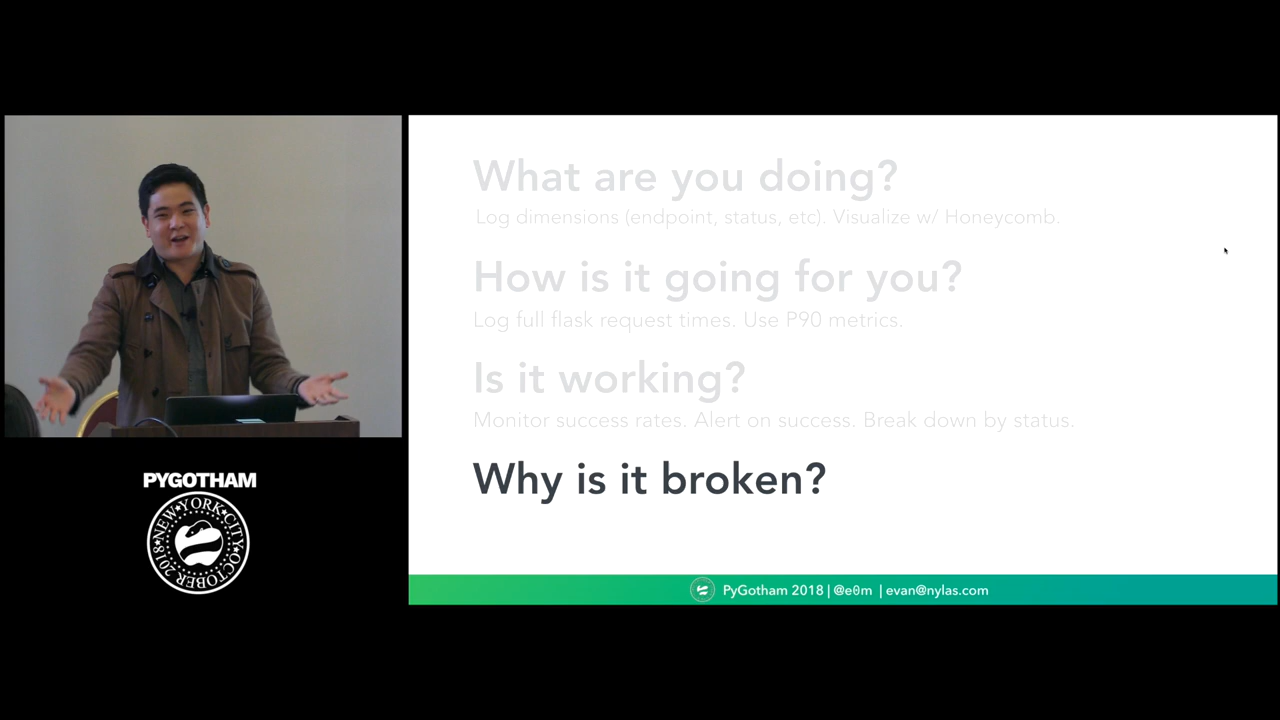 What are you doing?
Log dimensions (endpoint, status, etc). Visualize w/ Honeycomb.
How is it going for you?
Log full flask request times. Use P90 metrics.
Is it working?
Monitor success rates. Alert on success. Break down by status.
Why is it broken?
PYGOTHAM
NEW YORK CITY OCTOBER 2018
PyGotham 2018 | @e0m | evan@nylas.com